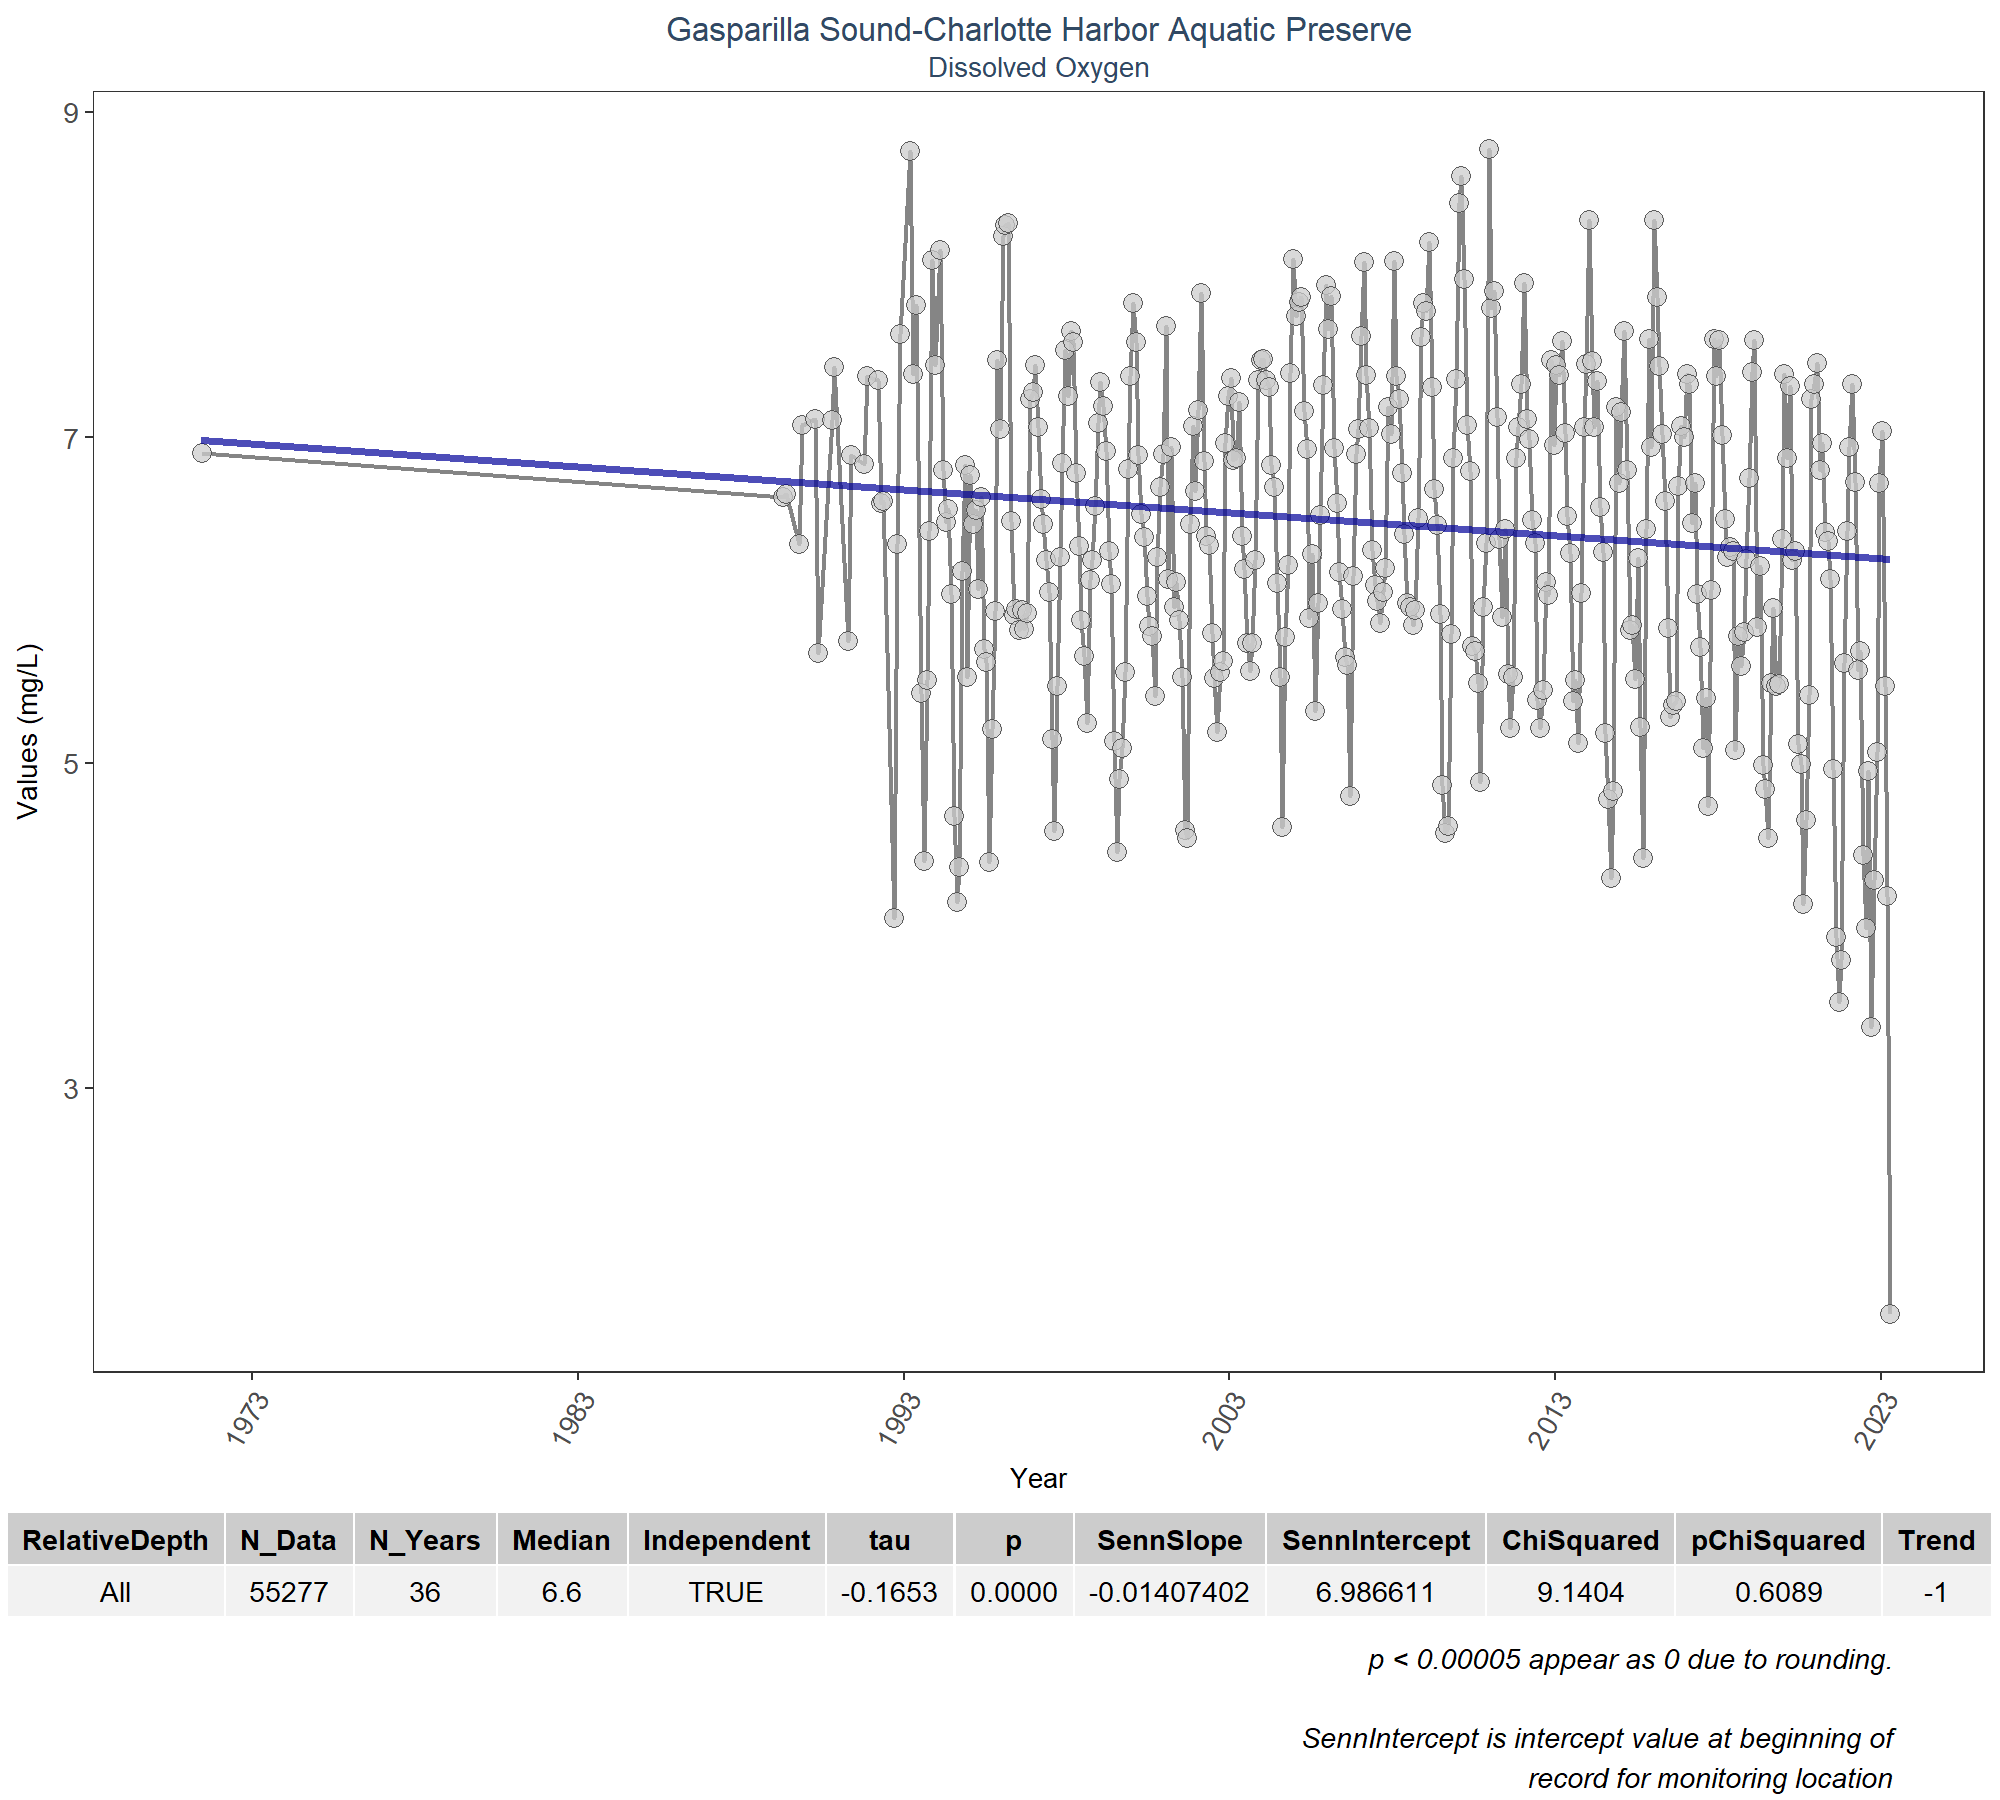 Gasparilla Sound-Charlotte Harbor Aquatic Preserve
Dissolved Oxygen
9
7
5
3
Values (mg/L)
1973
1983
1993
2003
2013
2023
Year
RelativeDepth N_Data N_Years Median Independent tau p SennSlope SennIntercept ChiSquared pChiSquared Trend
All 55277 36 6.6 TRUE -0.1653 0.0000 -0.01407402 6.986611 9.1404 0.6089 -1
p < 0.00005 appear as 0 due to rounding.
SennIntercept is intercept value at beginning of
record for monitoring location